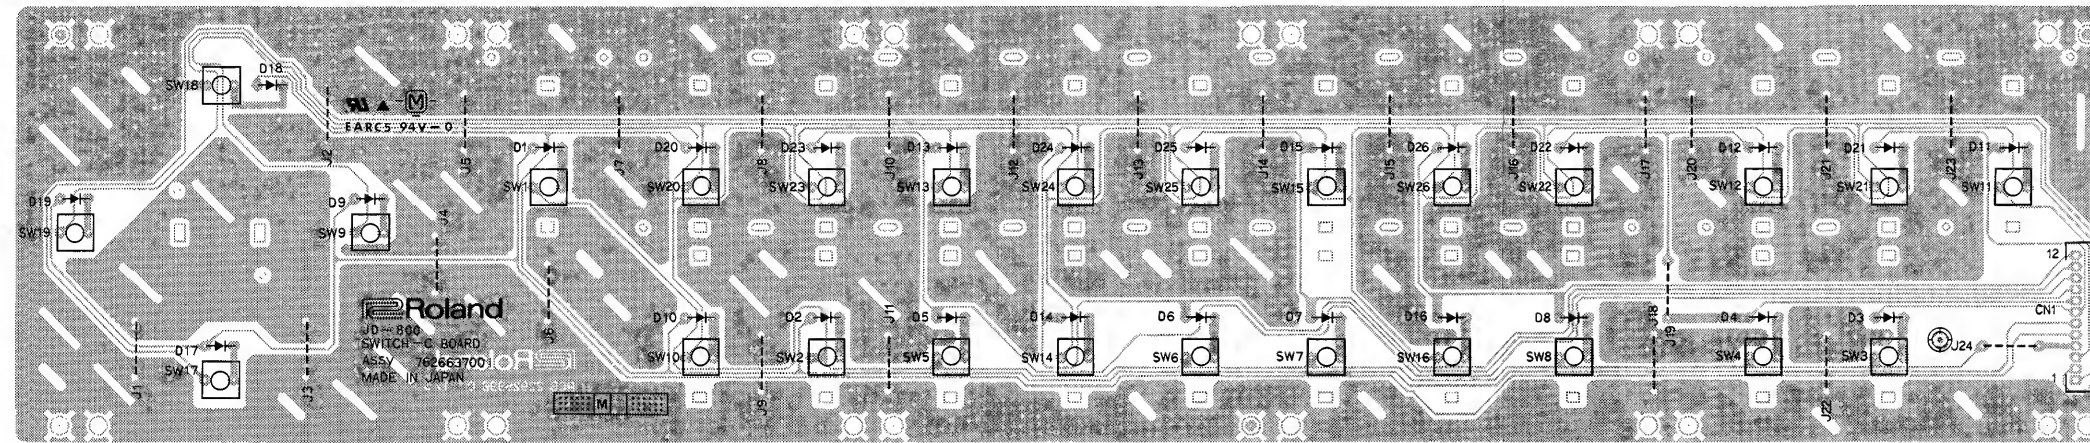 D18
SW18
M
EARC5 94V-0
J2
J5
J7
J8
J10
J12
J13
J14
J15
J16
J17
J20
J21
J23
D1
D20
D23
D13
D24
D25
D15
D26
D22
D12
D21
D11
SW1
SW20
SW23
SW13
SW24
SW25
SW15
SW26
SW22
SW12
SW21
SW11
D19
D9
J4
SW19
SW9
12
Roland
JD-800
SWITCH-C BOARD
ASSY 7626637001
MADE IN JAPAN
J6
D10
D2
J11
D5
D14
D6
D7
D16
D8
J18
J19
D4
D3
CN1
D17
SW17
SW10
SW2
SW5
SW14
SW6
SW7
SW16
SW8
SW4
SW3
J24
1
J1
J3
M
J9
J22